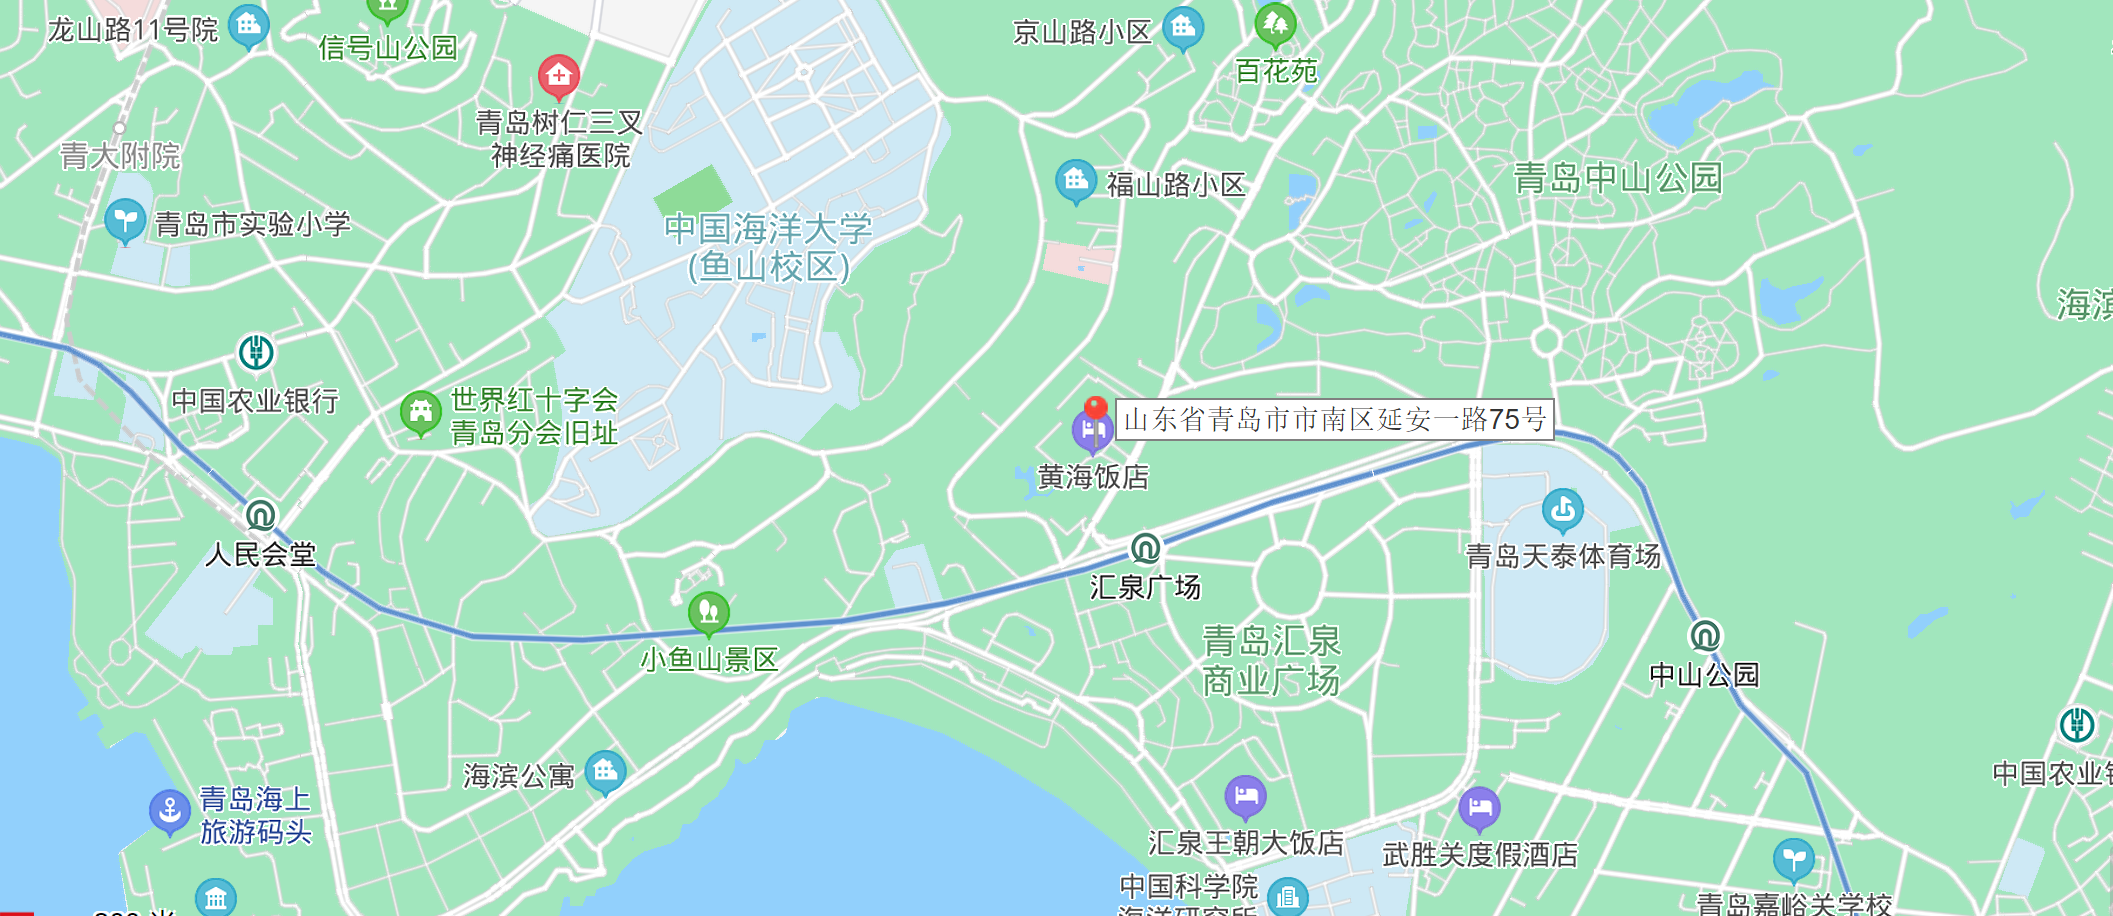 龙山路11号院
信号山公园
京山路小区
百花苑
青岛树仁三叉
神经痛医院
青大附院
青岛中山公园
福山路小区
青岛市实验小学
中国海洋大学
(鱼山校区)
海滨
中国农业银行
世界红十字会
青岛分会旧址
山东省青岛市市南区延安一路75号
黄海饭店
人民会堂
青岛天泰体育场
汇泉广场
青岛汇泉
商业广场
小鱼山景区
中山公园
海滨公寓
中国农业
青岛海上
旅游码头
汇泉王朝大饭店
武胜关度假酒店
中国科学院
海洋研究所
青岛嘉峪关学校